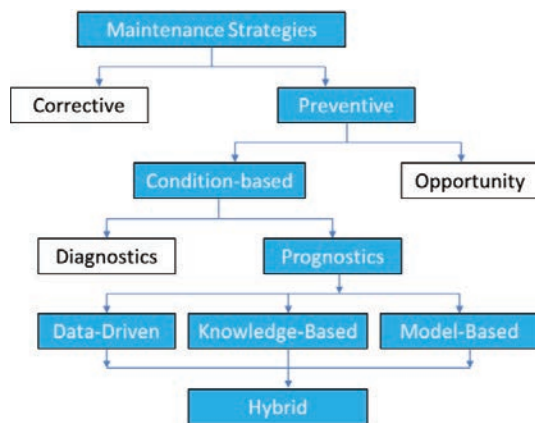 Maintenance Strategies
Corrective
Preventive
Condition-based
Opportunity
Diagnostics
Prognostics
Data-Driven
Knowledge-Based
Model-Based
Hybrid